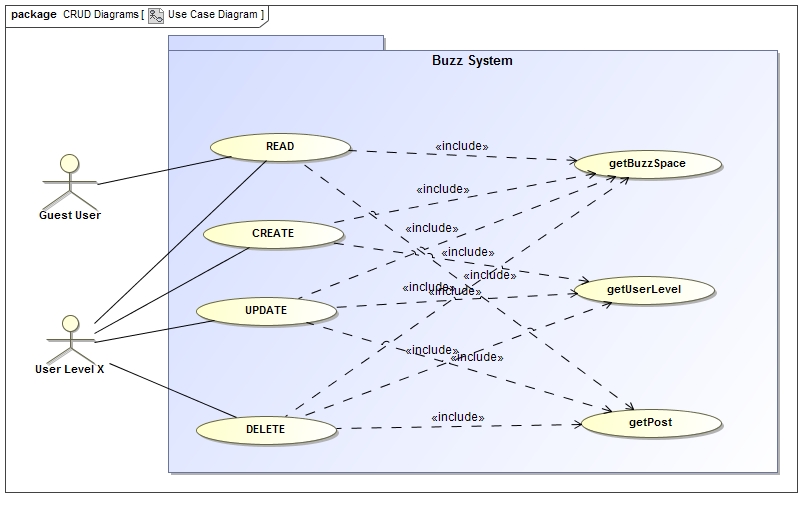 package CRUD Diagrams [ Use Case Diagram ]
Buzz System
READ
«include»
getBuzzSpace
Guest User
«include»
CREATE
«include»
«include»
«include»
«include»
«include»
getUserLevel
UPDATE
User Level X
«include»
«include»
«include»
getPost
DELETE